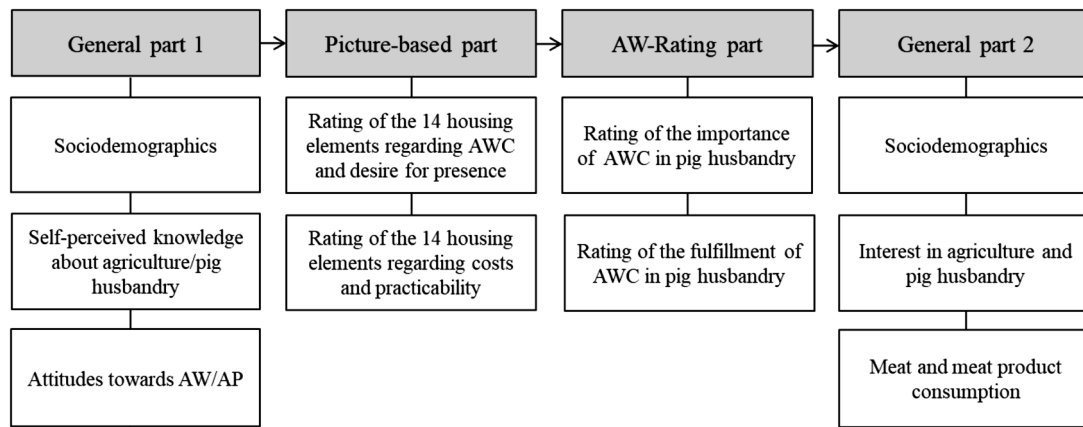 General part 1
Picture-based part
AW-Rating part
General part 2
Sociodemographics
Rating of the 14 housing
elements regarding AWC
and desire for presence
Rating of the importance
of AWC in pig husbandry
Sociodemographics
Self-perceived knowledge
about agriculture/pig
husbandry
Rating of the 14 housing
elements regarding costs
and practicability
Rating of the fulfillment of
AWC in pig husbandry
Interest in agriculture and
pig husbandry
Attitudes towards AW/AP
Meat and meat product
consumption